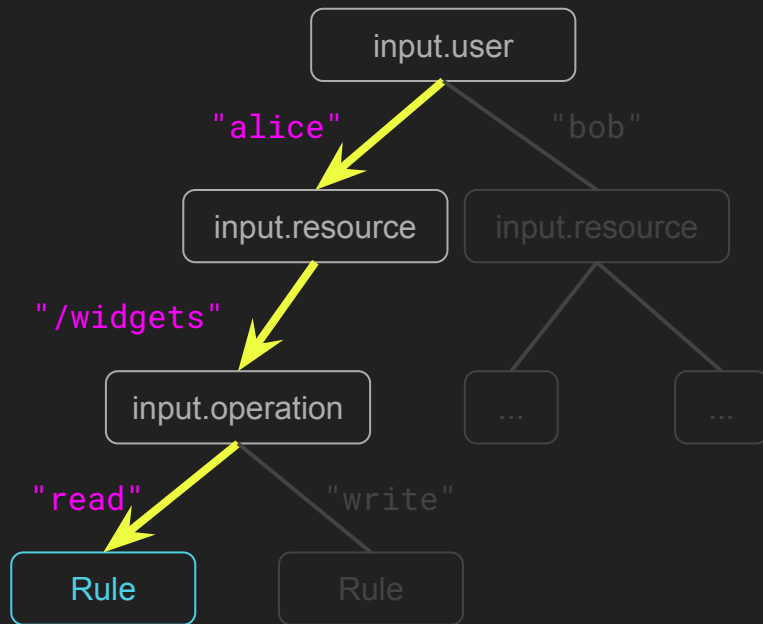 input.user
"alice"
"bob"
input.resource
input.resource
"/widgets"
input.operation
...
...
"read"
"write"
Rule
Rule